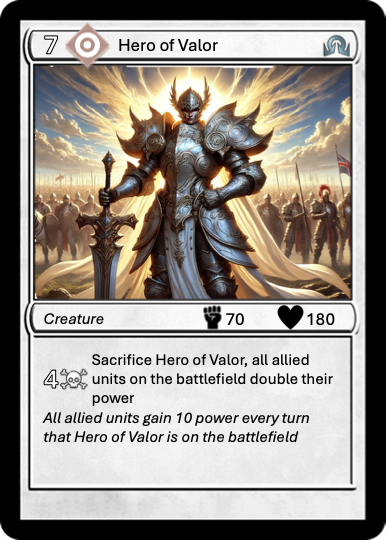 7 Hero of Valor
Creature 70 180
4 Sacrifice Hero of Valor, all allied
units on the battlefield double their
power
All allied units gain 10 power every turn
that Hero of Valor is on the battlefield